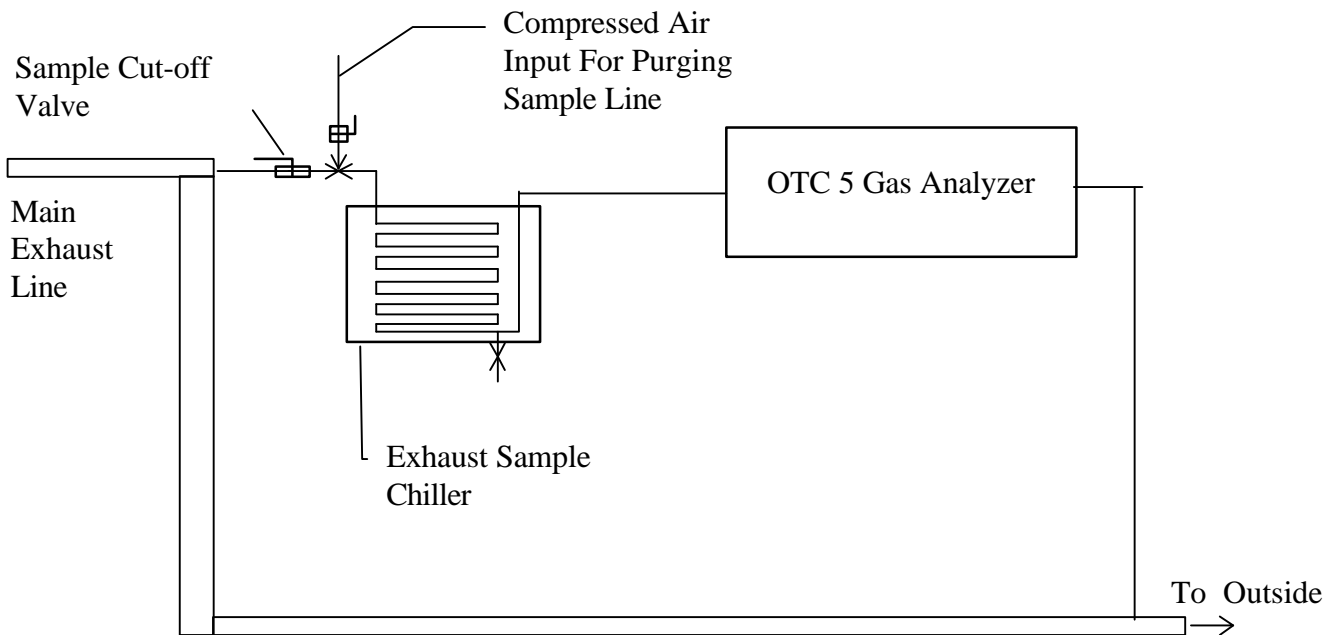 Compressed Air
Input For Purging
Sample Line
Sample Cut-off
Valve
OTC 5 Gas Analyzer
Main
Exhaust
Line
Exhaust Sample
Chiller
To Outside